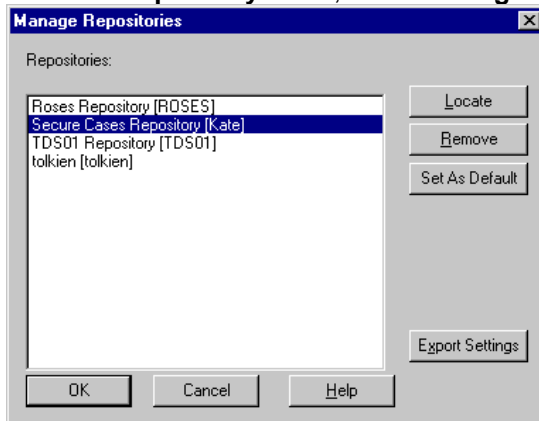 Manage Repositories
Repositories:
Roses Repository [ROSES]
Secure Cases Repository [Kate]
TDS01 Repository [TDS01]
tolkien [tolkien]
Locate
Remove
Set As Default
Export Settings
OK
Cancel
Help